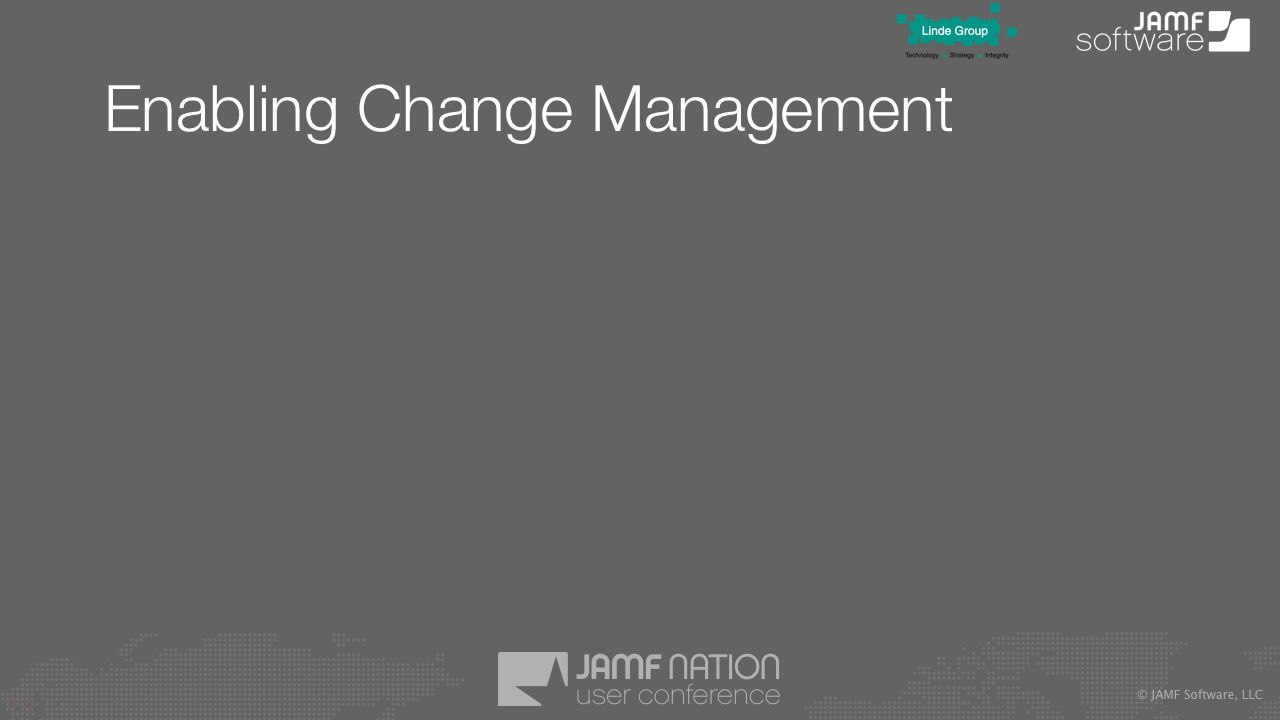 Linde Group
Technology Strategy Integrity
JAMF
software
Enabling Change Management
JAMF NATION
user conference
© JAMF Software, LLC